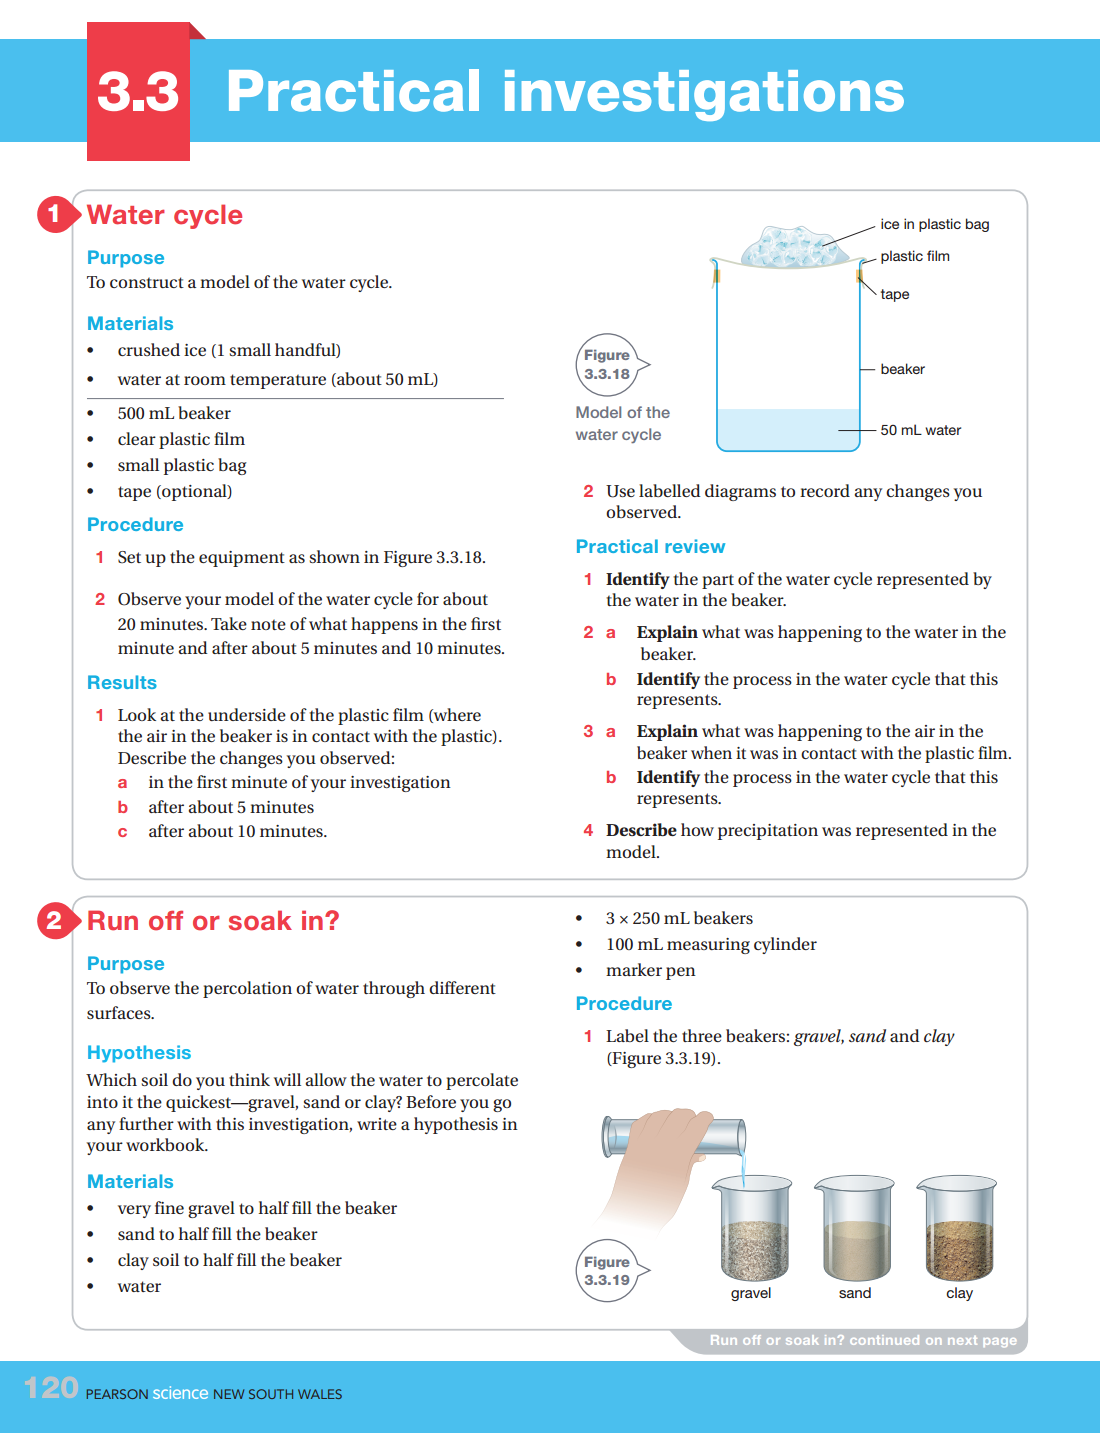 3.3 Practical investigations
1 Water cycle
Purpose
To construct a model of the water cycle.
Materials
• crushed ice (1 small handful)
• water at room temperature (about 50 mL)
• 500 mL beaker
• clear plastic film
• small plastic bag
• tape (optional)
Procedure
1 Set up the equipment as shown in Figure 3.3.18.
2 Observe your model of the water cycle for about
20 minutes. Take note of what happens in the first
minute and after about 5 minutes and 10 minutes.
Results
1 Look at the underside of the plastic film (where
the air in the beaker is in contact with the plastic).
Describe the changes you observed:
a in the first minute of your investigation
b after about 5 minutes
c after about 10 minutes.
ice in plastic bag
plastic film
tape
beaker
50 mL water
Figure
3.3.18
Model of the
water cycle
2 Use labelled diagrams to record any changes you
observed.
Practical review
1 Identify the part of the water cycle represented by
the water in the beaker.
2 a Explain what was happening to the water in the
beaker.
b Identify the process in the water cycle that this
represents.
3 a Explain what was happening to the air in the
beaker when it was in contact with the plastic film.
b Identify the process in the water cycle that this
represents.
4 Describe how precipitation was represented in the
model.
2 Run off or soak in?
Purpose
To observe the percolation of water through different
surfaces.
Hypothesis
Which soil do you think will allow the water to percolate
into it the quickest—gravel, sand or clay? Before you go
any further with this investigation, write a hypothesis in
your workbook.
Materials
• very fine gravel to half fill the beaker
• sand to half fill the beaker
• clay soil to half fill the beaker
• water
• 3 × 250 mL beakers
• 100 mL measuring cylinder
• marker pen
Procedure
1 Label the three beakers: gravel, sand and clay
(Figure 3.3.19).
Figure
3.3.19
gravel
sand
clay
Run off or soak in? continued on next page
120 PEARSON science NEW SOUTH WALES